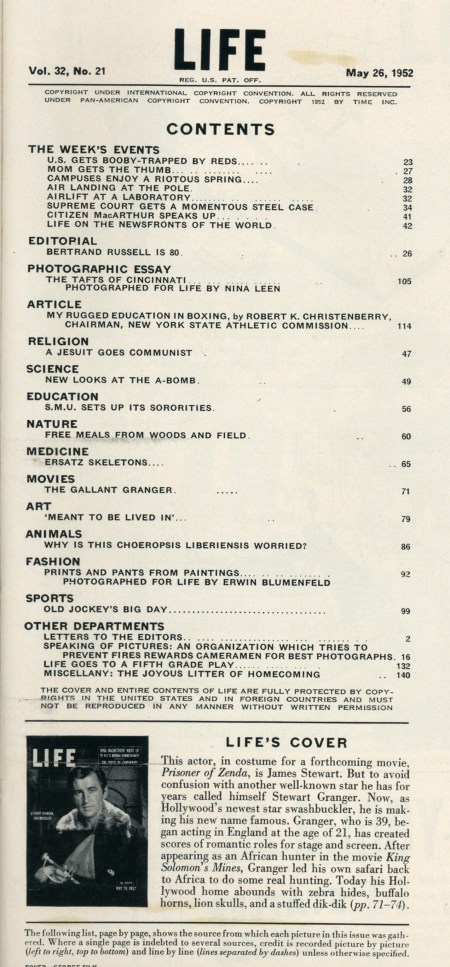 LIFE
REG. U.S. PAT. OFF.
Vol. 32, No. 21 May 26, 1952
COPYRIGHT UNDER INTERNATIONAL COPYRIGHT CONVENTION. ALL RIGHTS RESERVED
UNDER PAN-AMERICAN COPYRIGHT CONVENTION. COPYRIGHT 1952 BY TIME INC.
CONTENTS
THE WEEK'S EVENTS
U.S. GETS BOOBY-TRAPPED BY REDS.... .. 23
MOM GETS THE THUMB... .. ........ .... . 27
CAMPUSES ENJOY A RIOTOUS SPRING.... 28
AIR LANDING AT THE POLE. 32
AIRLIFT AT A LABORATORY.... 32
SUPREME COURT GETS A MOMENTOUS STEEL CASE. 34
CITIZEN MacARTHUR SPEAKS UP... . . . . 41
LIFE ON THE NEWSFRONTS OF THE WORLD. 42
EDITOPIAL
BERTRAND RUSSELL IS 80. .. 26
PHOTOGRAPHIC ESSAY
THE TAFTS OF CINCINNATI.... 105
PHOTOGRAPHED FOR LIFE BY NINA LEEN
ARTICLE
MY RUGGED EDUCATION IN BOXING, by ROBERT K. CHRISTENBERRY,
CHAIRMAN, NEW YORK STATE ATHLETIC COMMISSION.... 114
RELIGION
A JESUIT GOES COMMUNIST . 47
SCIENCE
NEW LOOKS AT THE A-BOMB. 49
EDUCATION
S.M.U. SETS UP ITS SORORITIES. 56
NATURE
FREE MEALS FROM WOODS AND FIELD. 60
MEDICINE
ERSATZ SKELETONS.... .. 65
MOVIES
THE GALLANT GRANGER. ..... 71
ART
'MEANT TO BE LIVED IN'... 79
ANIMALS
WHY IS THIS CHOEROPSIS LIBERIENSIS WORRIED? 86
FASHION
PRINTS AND PANTS FROM PAINTINGS.... 92
PHOTOGRAPHED FOR LIFE BY ERWIN BLUMENFELD
SPORTS
OLD JOCKEY'S BIG DAY................................ 99
OTHER DEPARTMENTS
LETTERS TO THE EDITORS.. 2
SPEAKING OF PICTURES: AN ORGANIZATION WHICH TRIES TO
PREVENT FIRES REWARDS CAMERAMEN FOR BEST PHOTOGRAPHS. 16
LIFE GOES TO A FIFTH GRADE PLAY...... 132
MISCELLANY: THE JOYOUS LITTER OF HOMECOMING .. 140
THE COVER AND ENTIRE CONTENTS OF LIFE ARE FULLY PROTECTED BY COPY-
RIGHTS IN THE UNITED STATES AND IN FOREIGN COUNTRIES AND MUST
NOT BE REPRODUCED IN ANY MANNER WITHOUT WRITTEN PERMISSION
LIFE
LIFE'S COVER
This actor, in costume for a forthcoming movie,
Prisoner of Zenda, is James Stewart. But to avoid
confusion with another well-known star he has for
years called himself Stewart Granger. Now, as
Hollywood's newest star swashbuckler, he is mak-
ing his new name famous. Granger, who is 39, be-
gan acting in England at the age of 21, has created
scores of romantic roles for stage and screen. After
appearing as an African hunter in the movie King
Solomon's Mines, Granger led his own safari back
to Africa to do some real hunting. Today his Hol-
lywood home abounds with zebra hides, buffalo
horns, lion skulls, and a stuffed dik-dik (pp. 71–74).
The following list, page by page, shows the source from which each picture in this issue was gath-
ered. Where a single page is indebted to several sources, credit is recorded picture by picture
(left to right, top to bottom) and line by line (lines separated by dashes) unless otherwise specified.